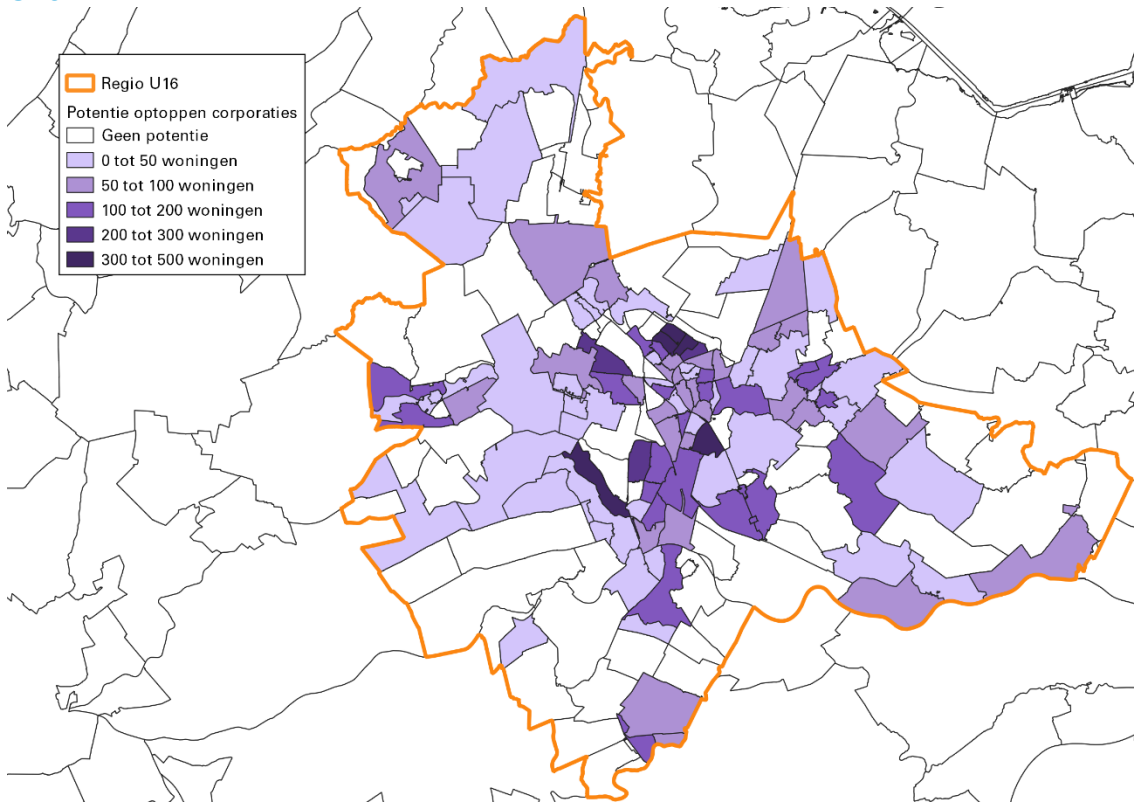 Regio U16
Potentie optoppen corporaties
Geen potentie
0 tot 50 woningen
50 tot 100 woningen
100 tot 200 woningen
200 tot 300 woningen
300 tot 500 woningen